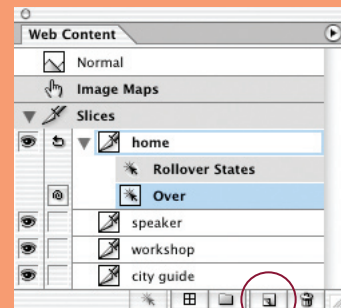 Web Content
Normal
Image Maps
Slices
home
Rollover States
Over
speaker
workshop
city guide